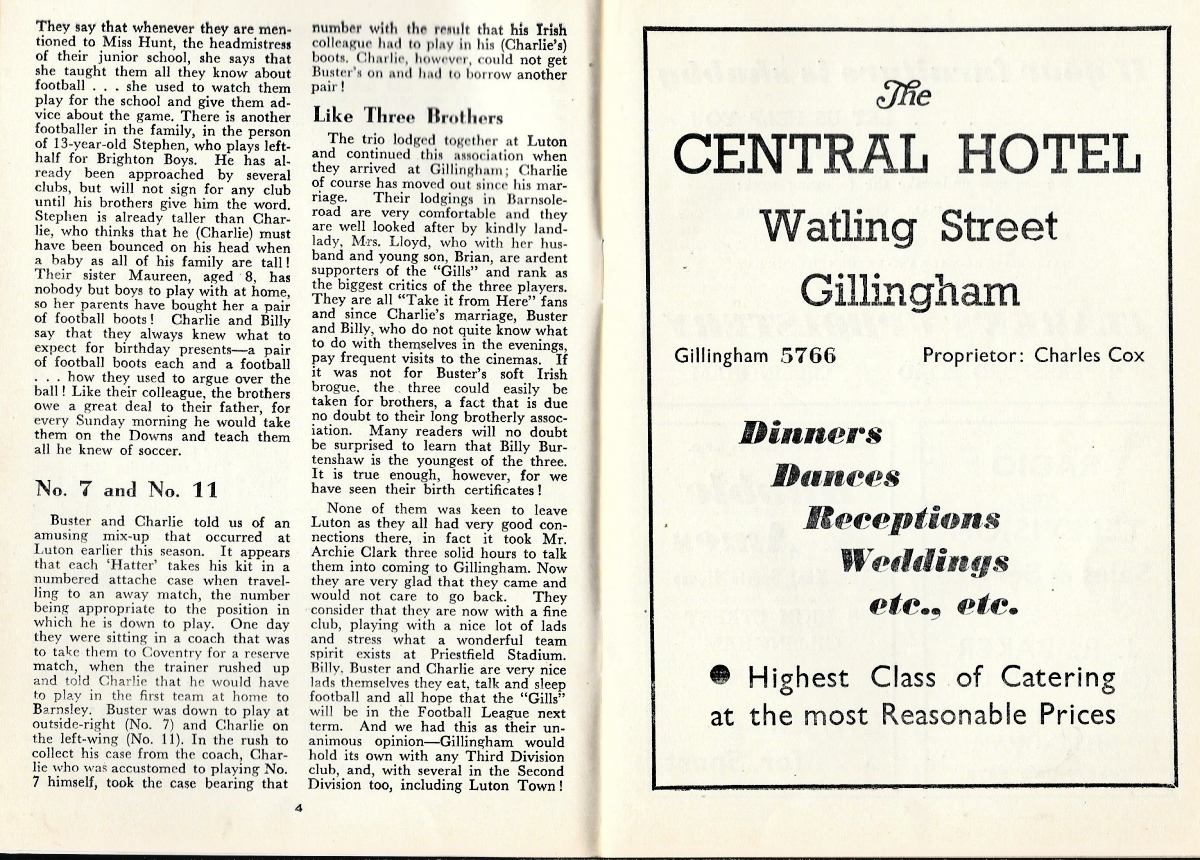 They say that whenever they are men-
tioned to Miss Hunt, the headmistress
of their junior school, she says that
she taught them all they know about
football . . . she used to watch them
play for the school and give them ad-
vice about the game. There is another
footballer in the family, in the person
of 13-year-old Stephen, who plays left-
half for Brighton Boys. He has al-
ready been approached by several
clubs, but will not sign for any club
until his brothers give him the word.
Stephen is already taller than Char-
lie, who thinks that he (Charlie) must
have been bounced on his head when
a baby as all of his family are tall!
Their sister Maureen, aged 8, has
nobody but boys to play with at home,
so her parents have bought her a pair
of football boots! Charlie and Billy
say that they always knew what to
expect for birthday presents—a pair
of football boots each and a football
. . . how they used to argue over the
ball! Like their colleague, the brothers
owe a great deal to their father, for
every Sunday morning he would take
them on the Downs and teach them
all he knew of soccer.
No. 7 and No. 11
Buster and Charlie told us of an
amusing mix-up that occurred at
Luton earlier this season. It appears
that each 'Hatter' takes his kit in a
numbered attache case when travel-
ling to an away match, the number
being appropriate to the position in
which he is down to play. One day
they were sitting in a coach that was
to take them to Coventry for a reserve
match, when the trainer rushed up
and told Charlie that he would have
to play in the first team at home to
Barnsley. Buster was down to play at
outside-right (No. 7) and Charlie on
the left-wing (No. 11). In the rush to
collect his case from the coach, Char-
lie who was accustomed to playing No.
7 himself, took the case bearing that
number with the result that his Irish
colleague had to play in his (Charlie's)
boots. Charlie, however, could not get
Buster's on and had to borrow another
pair!
Like Three Brothers
The trio lodged together at Luton
and continued this association when
they arrived at Gillingham; Charlie
of course has moved out since his mar-
riage. Their lodgings in Barnsole-
road are very comfortable and they
are well looked after by kindly land-
lady, Mrs. Lloyd, who with her hus-
band and young son, Brian, are ardent
supporters of the "Gills" and rank as
the biggest critics of the three players.
They are all "Take it from Here" fans
and since Charlie's marriage, Buster
and Billy, who do not quite know what
to do with themselves in the evenings,
pay frequent visits to the cinemas. If
it was not for Buster's soft Irish
brogue, the three could easily be
taken for brothers, a fact that is due
no doubt to their long brotherly assoc-
iation. Many readers will no doubt
be surprised to learn that Billy Bur-
tenshaw is the youngest of the three.
It is true enough, however, for we
have seen their birth certificates!
None of them was keen to leave
Luton as they all had very good con-
nections there, in fact it took Mr.
Archie Clark three solid hours to talk
them into coming to Gillingham. Now
they are very glad that they came and
would not care to go back. They
consider that they are now with a fine
club, playing with a nice lot of lads
and stress what a wonderful team
spirit exists at Priestfield Stadium.
Billy, Buster and Charlie are very nice
lads themselves they eat, talk and sleep
football and all hope that the "Gills"
will be in the Football League next
term. And we had this as their un-
animous opinion—Gillingham would
hold its own with any Third Division
club, and, with several in the Second
Division too, including Luton Town!
4
The
CENTRAL HOTEL
Watling Street
Gillingham
Gillingham 5766 Proprietor: Charles Cox
Dinners
Dances
Receptions
Weddings
etc., etc.
● Highest Class of Catering
at the most Reasonable Prices